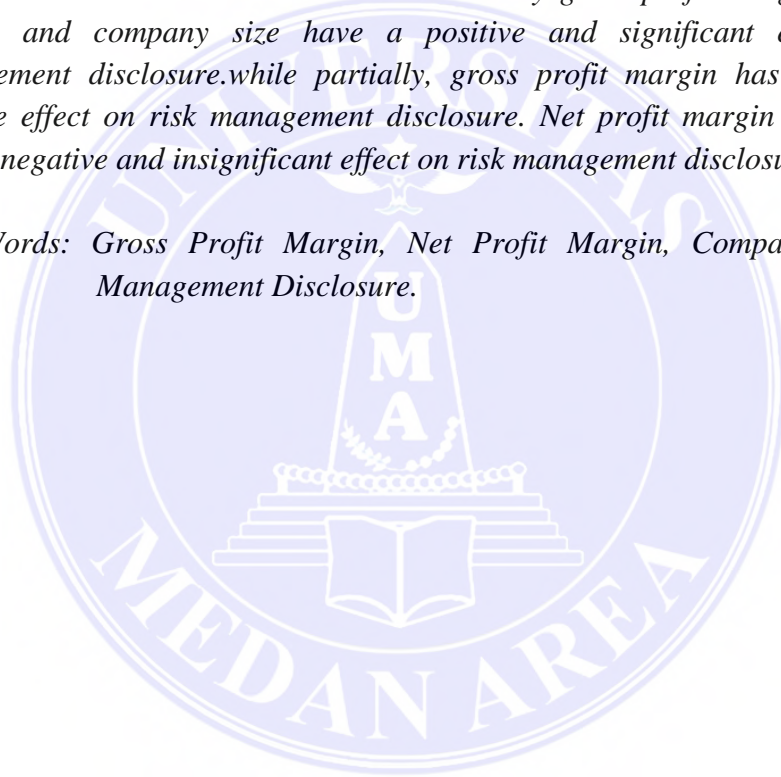 and company size have a positive and significant
ement disclosure.while partially, gross profit margin has
e effect on risk management disclosure. Net profit margin
negative and insignificant effect on risk management disclosu
ords: Gross Profit Margin, Net Profit Margin, Compa
Management Disclosure.
UNIVERSITAS
U
M
A
MEDAN AREA